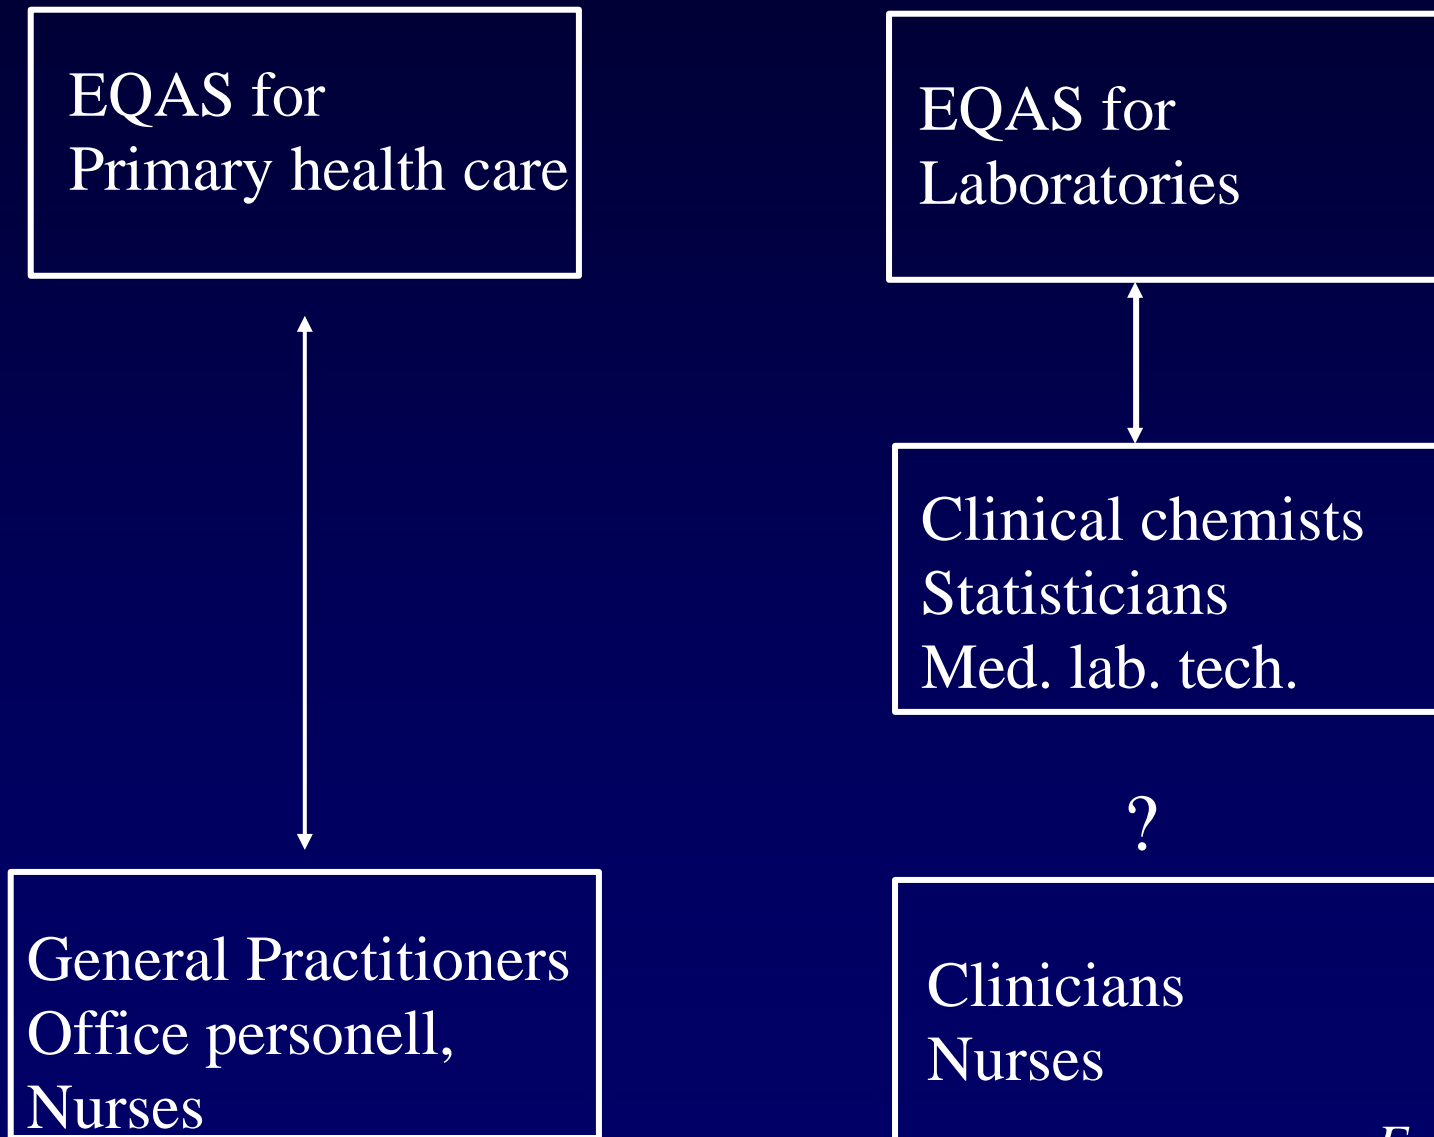 EQAS for
Primary health care
EQAS for
Laboratories
Clinical chemists
Statisticians
Med. lab. tech.
?
General Practitioners
Office personell,
Nurses
Clinicians
Nurses